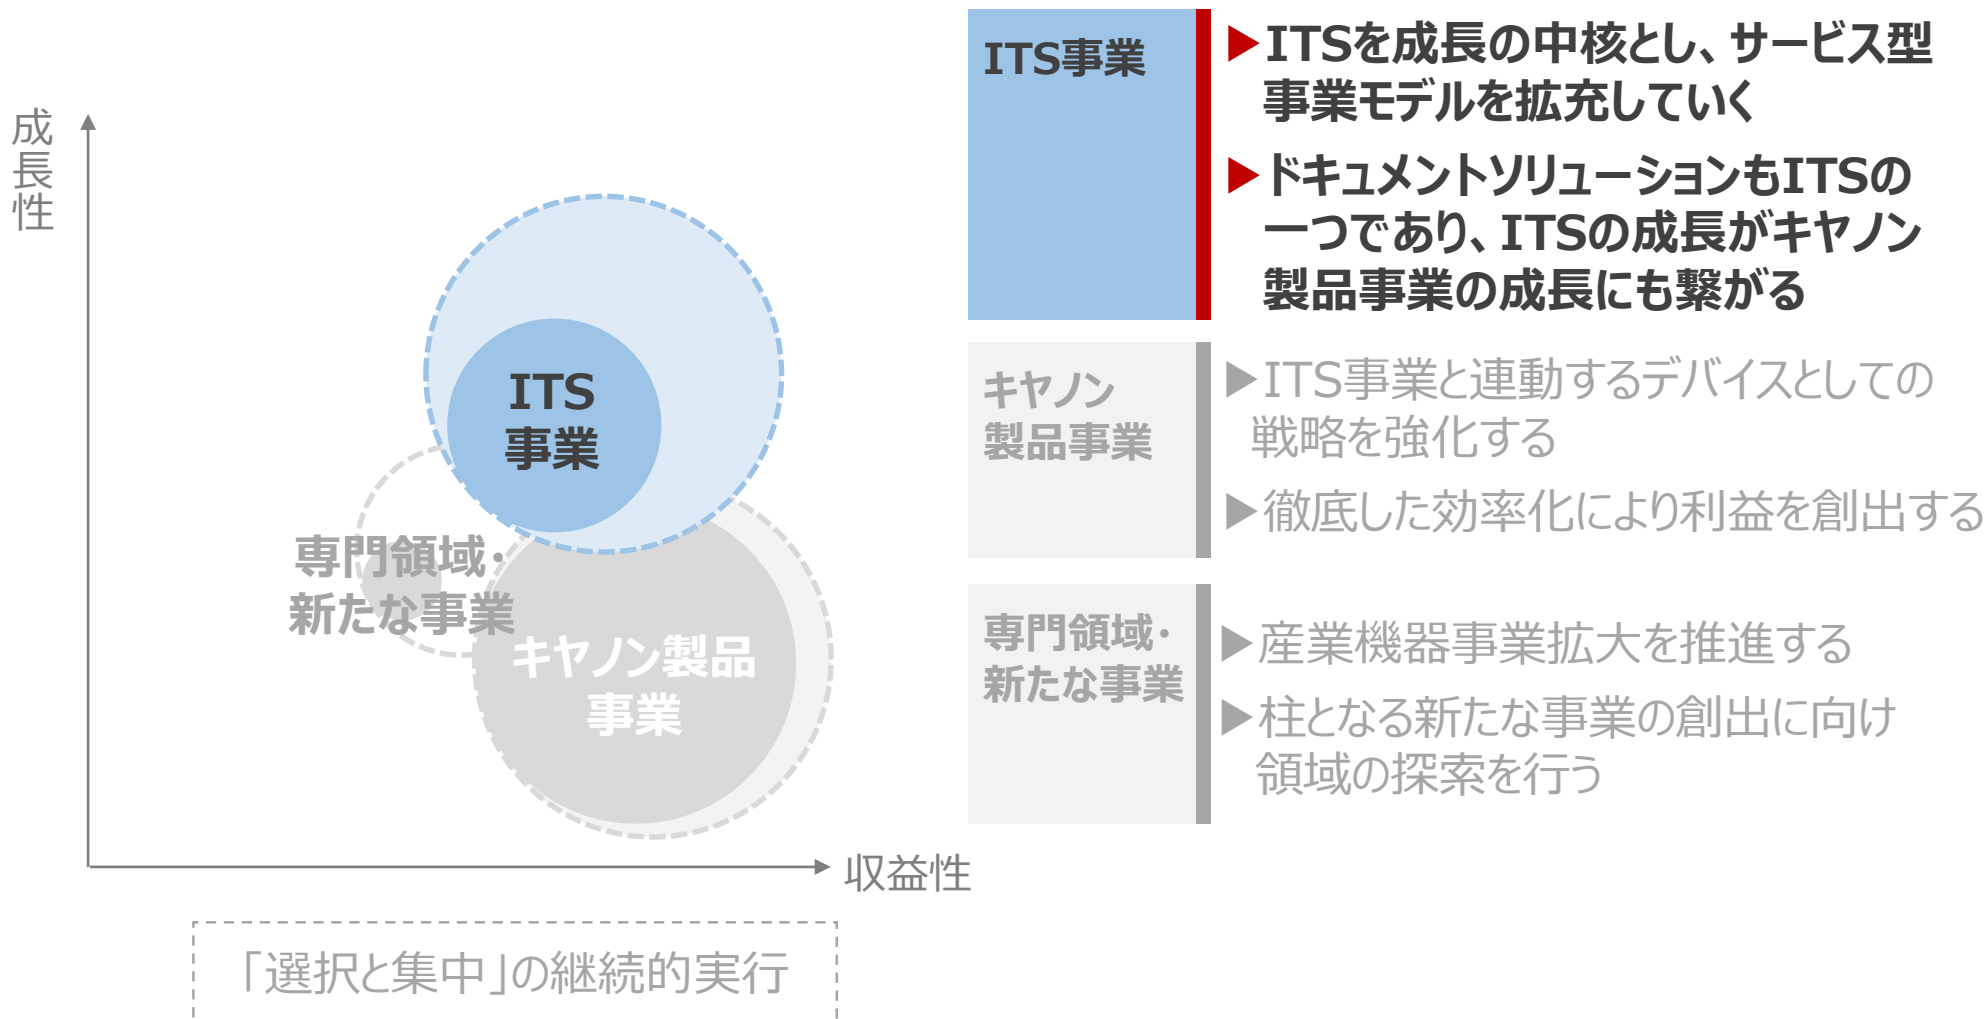 成長性
ITS
事業
専門領域・
新たな事業
キヤノン製品
事業
収益性
「選択と集中」の継続的実行
ITS事業
▶ITSを成長の中核とし、サービス型
事業モデルを拡充していく
▶ドキュメントソリューションもITSの
一つであり、ITSの成長がキヤノン
製品事業の成長にも繋がる
キヤノン
製品事業
▶ITS事業と連動するデバイスとしての
戦略を強化する
▶徹底した効率化により利益を創出する
専門領域・
新たな事業
▶産業機器事業拡大を推進する
▶柱となる新たな事業の創出に向け
領域の探索を行う